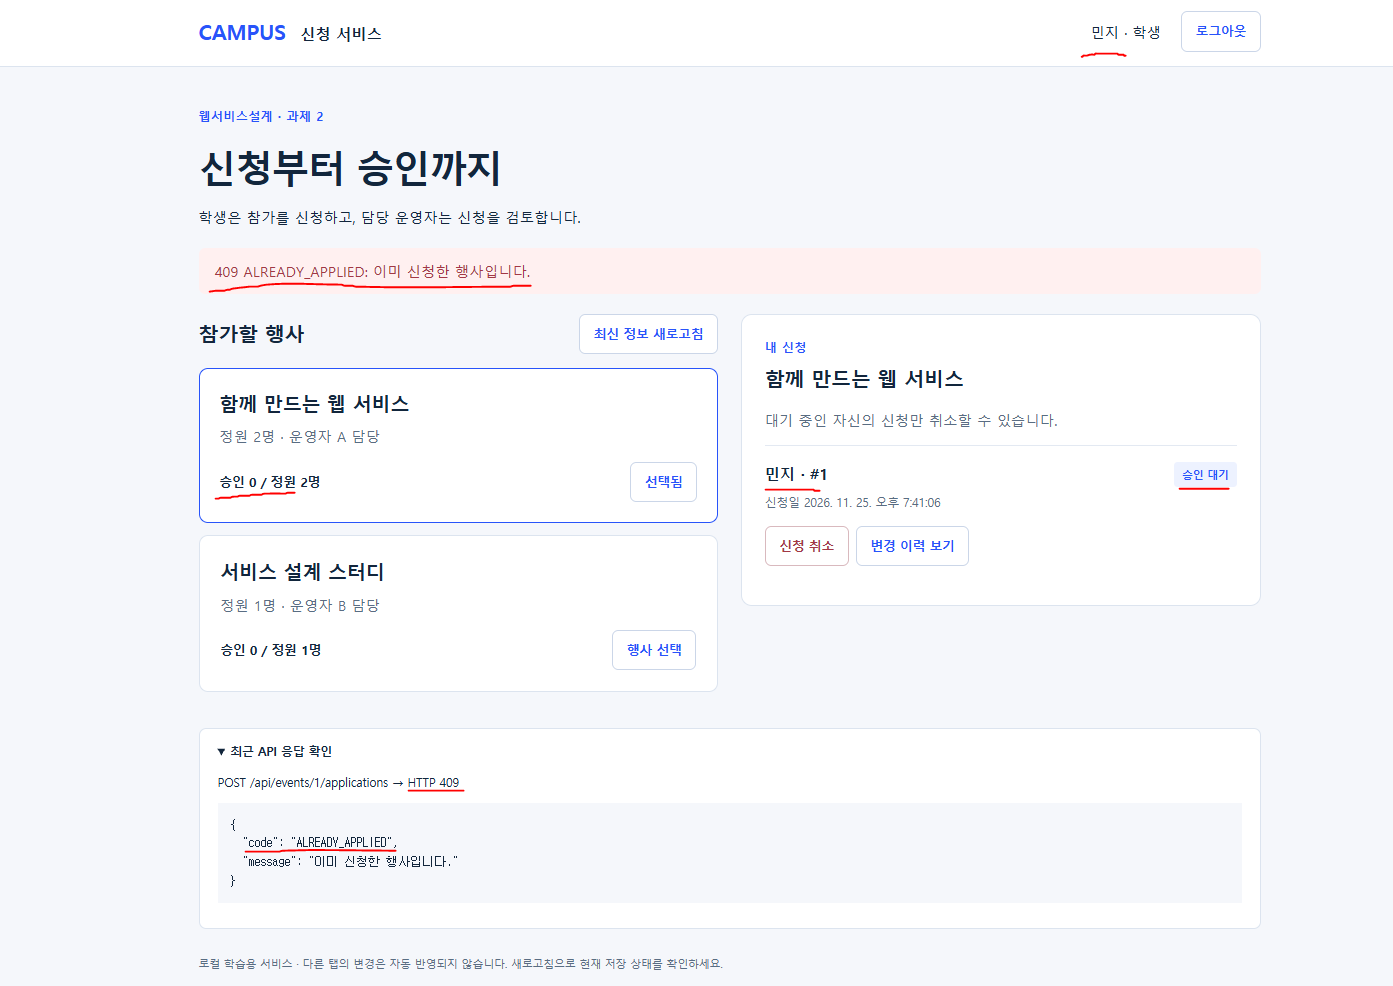 CAMPUS 신청 서비스
민지 · 학생
로그아웃
웹서비스설계 · 과제 2
신청부터 승인까지
학생은 참가를 신청하고, 담당 운영자는 신청을 검토합니다.
409 ALREADY_APPLIED: 이미 신청한 행사입니다.
참가할 행사
최신 정보 새로고침
함께 만드는 웹 서비스
정원 2명 · 운영자 A 담당
승인 0 / 정원 2명
선택됨
서비스 설계 스터디
정원 1명 · 운영자 B 담당
승인 0 / 정원 1명
행사 선택
내 신청
함께 만드는 웹 서비스
대기 중인 자신의 신청만 취소할 수 있습니다.
민지 · #1
승인 대기
신청일 2026. 11. 25. 오후 7:41:06
신청 취소
변경 이력 보기
▼ 최근 API 응답 확인
POST /api/events/1/applications → HTTP 409
{
"code": "ALREADY_APPLIED",
"message": "이미 신청한 행사입니다."
}
로컬 학습용 서비스 · 다른 탭의 변경은 자동 반영되지 않습니다. 새로고침으로 현재 저장 상태를 확인하세요.